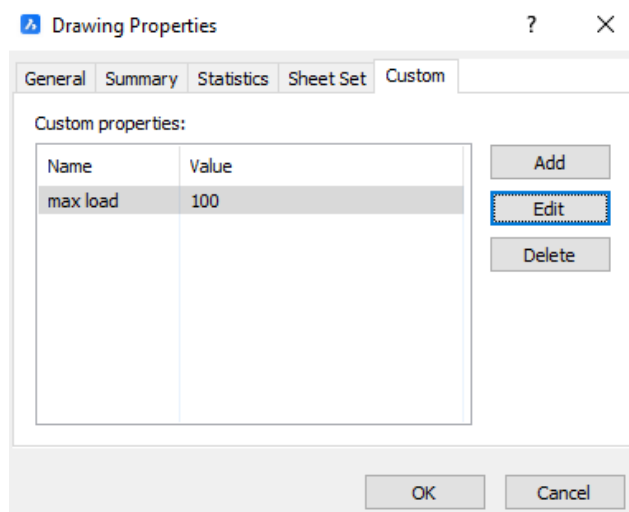 Drawing Properties ?
General Summary Statistics Sheet Set Custom
Custom properties:
Name Value
max load 100
Add
Edit
Delete
OK Cancel